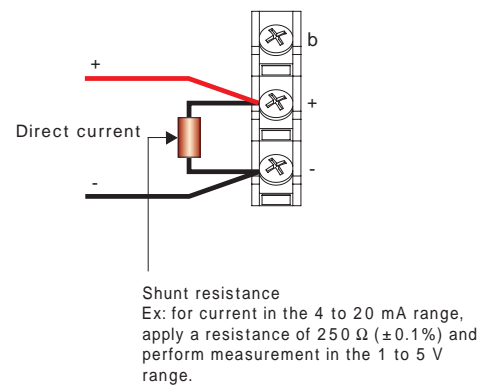 b
+
+
Direct current
-
-
Shunt resistance
Ex: for current in the 4 to 20 mA range,
apply a resistance of 250 Ω (±0.1%) and
perform measurement in the 1 to 5 V
range.